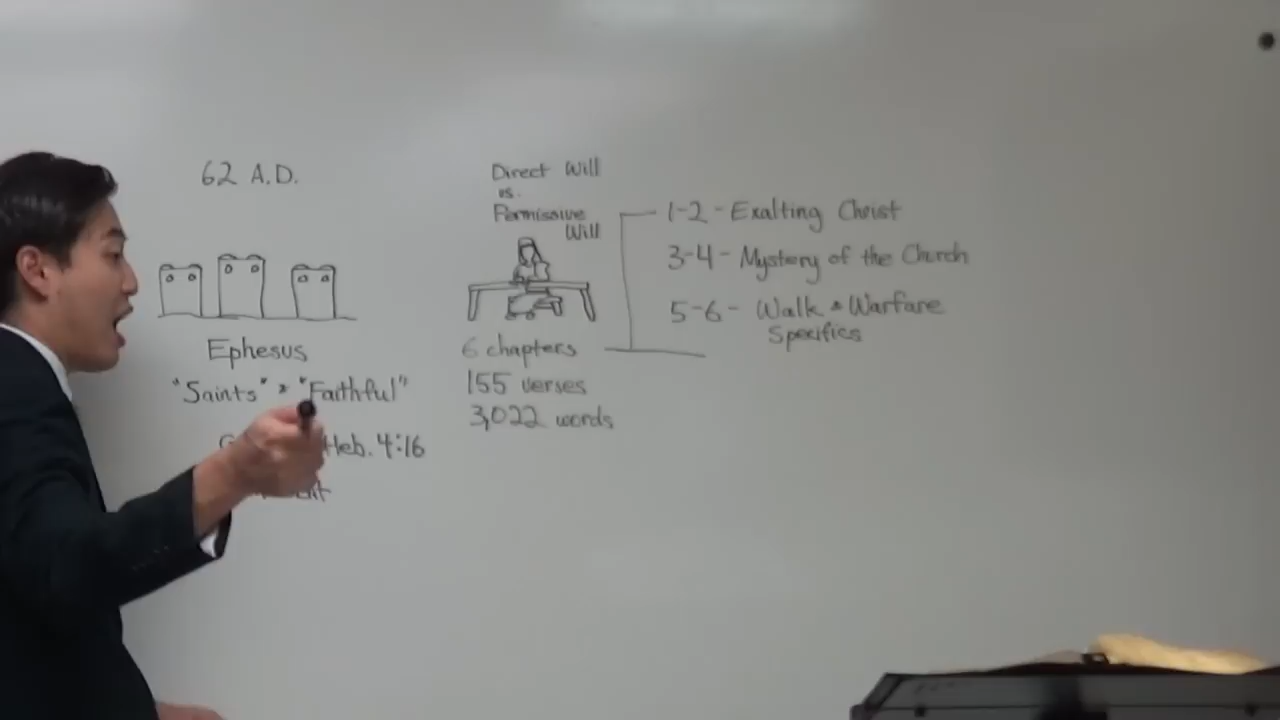 62 A.D.
Ephesus
"Saints" & "Faithful"
Heb. 4:16
Direct Will
vs.
Permissive
Will
6 chapters
155 verses
3,022 words
1-2 - Exalting Christ
3-4 - Mystery of the Church
5-6 - Walk & Warfare
Specifics